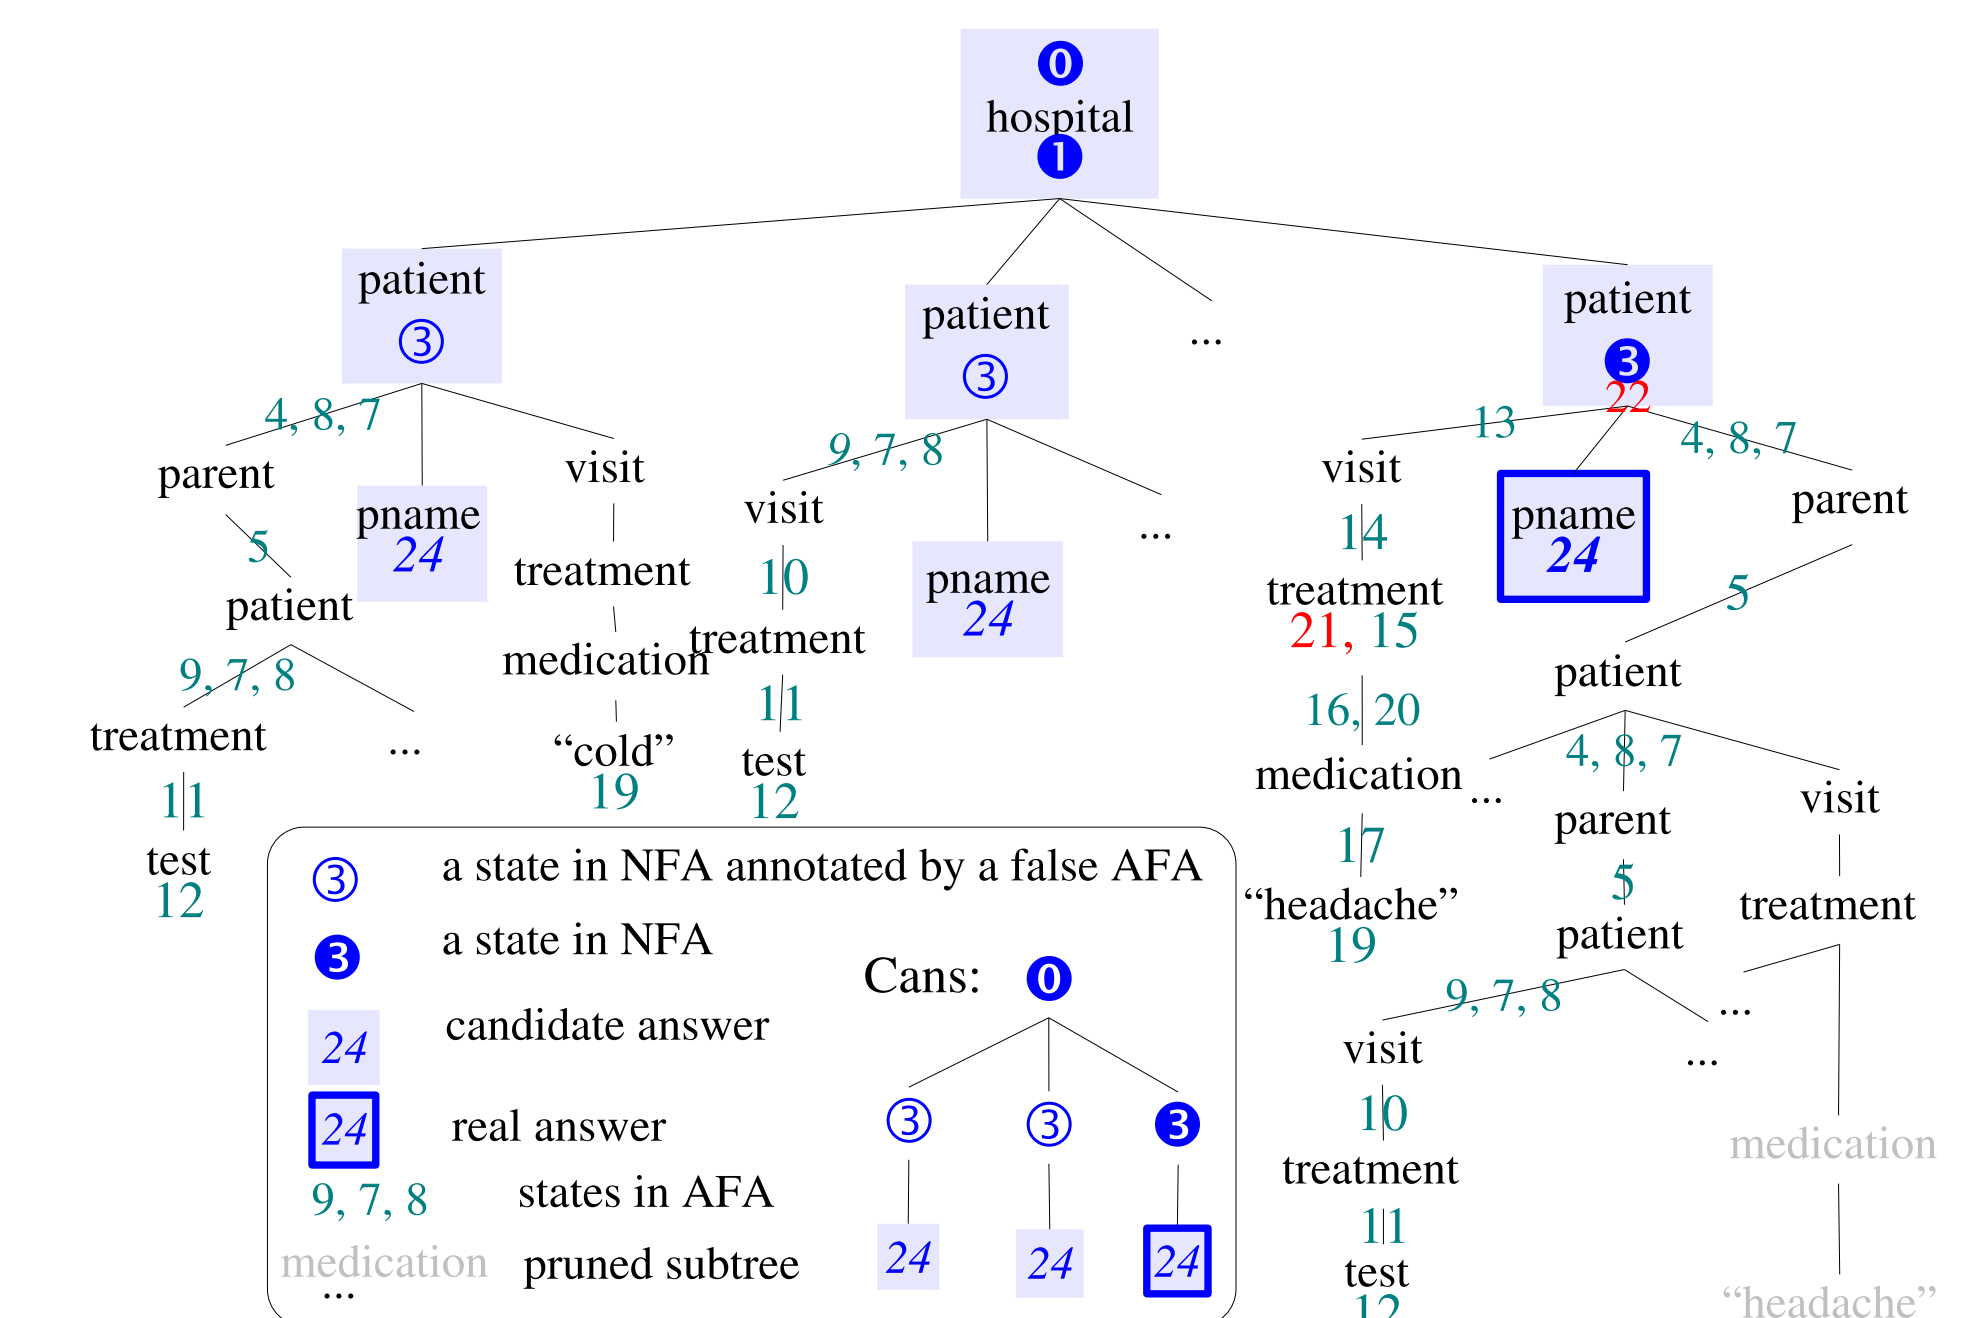 0
hospital
1
patient
3
patient
3
...
patient
3
22
4, 8, 7
9, 7, 8
13
4, 8, 7
parent
pname
24
visit
visit
...
visit
pname
24
parent
5
10
14
5
patient
treatment
treatment
pname
24
treatment
21, 15
patient
9, 7, 8
medication
11
16, 20
4, 8, 7
treatment
...
“cold”
19
test
12
medication
...
parent
visit
11
17
5
test
12
“headache”
19
patient
treatment
9, 7, 8
...
visit
...
10
medication
treatment
11
test
12
“headache”
3 a state in NFA annotated by a false AFA
3 a state in NFA
24 candidate answer
24 real answer
9, 7, 8 states in AFA
medication pruned subtree
...
Cans: 0
3 3 3
24 24 24